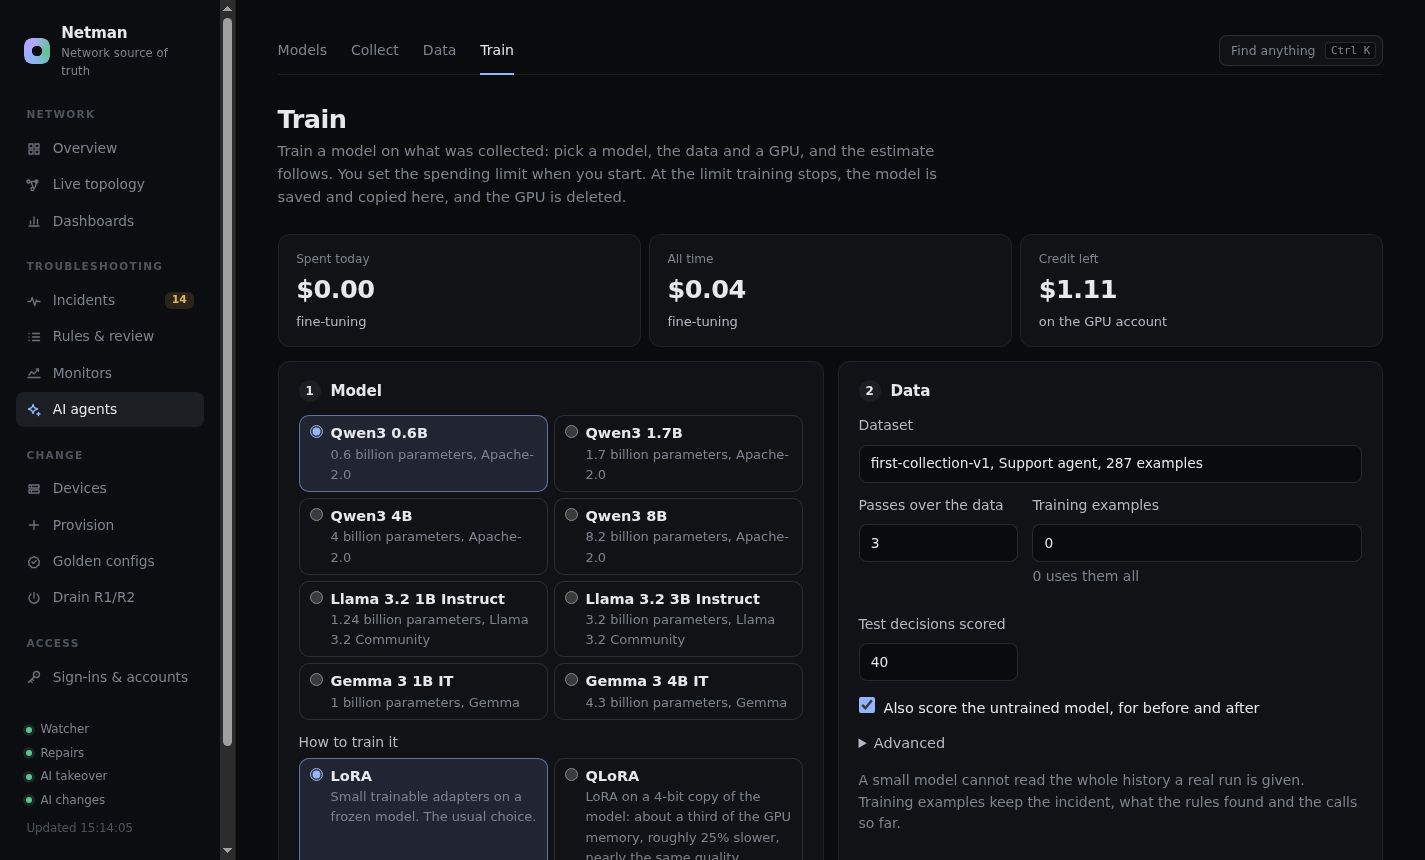 Netman
Network source of
truth
NETWORK
Overview
Live topology
Dashboards
TROUBLESHOOTING
Incidents 14
Rules & review
Monitors
AI agents
CHANGE
Devices
Provision
Golden configs
Drain R1/R2
ACCESS
Sign-ins & accounts
Watcher
Repairs
AI takeover
AI changes
Updated 15:14:05
Models Collect Data Train
Find anything Ctrl K
Train
Train a model on what was collected: pick a model, the data and a GPU, and the estimate
follows. You set the spending limit when you start. At the limit training stops, the model is
saved and copied here, and the GPU is deleted.
Spent today
$0.00
fine-tuning
All time
$0.04
fine-tuning
Credit left
$1.11
on the GPU account
1 Model
Qwen3 0.6B
0.6 billion parameters, Apache-
2.0
Qwen3 1.7B
1.7 billion parameters, Apache-
2.0
Qwen3 4B
4 billion parameters, Apache-
2.0
Qwen3 8B
8.2 billion parameters, Apache-
2.0
Llama 3.2 1B Instruct
1.24 billion parameters, Llama
3.2 Community
Llama 3.2 3B Instruct
3.2 billion parameters, Llama
3.2 Community
Gemma 3 1B IT
1 billion parameters, Gemma
Gemma 3 4B IT
4.3 billion parameters, Gemma
How to train it
LoRA
Small trainable adapters on a
frozen model. The usual choice.
QLoRA
LoRA on a 4-bit copy of the
model: about a third of the GPU
memory, roughly 25% slower,
nearly the same quality
2 Data
Dataset
first-collection-v1, Support agent, 287 examples
Passes over the data
3
Training examples
0
0 uses them all
Test decisions scored
40
Also score the untrained model, for before and after
Advanced
A small model cannot read the whole history a real run is given.
Training examples keep the incident, what the rules found and the calls
so far.